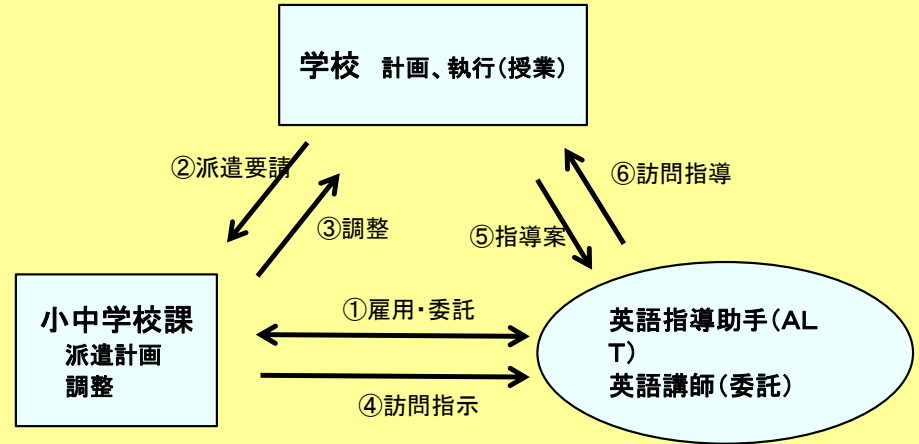 学校 計画、執行(授業)
②派遣要請
③調整
⑥訪問指導
⑤指導案
小中学校課
派遣計画
調整
①雇用・委託
④訪問指示
英語指導助手(AL
T)
英語講師(委託)